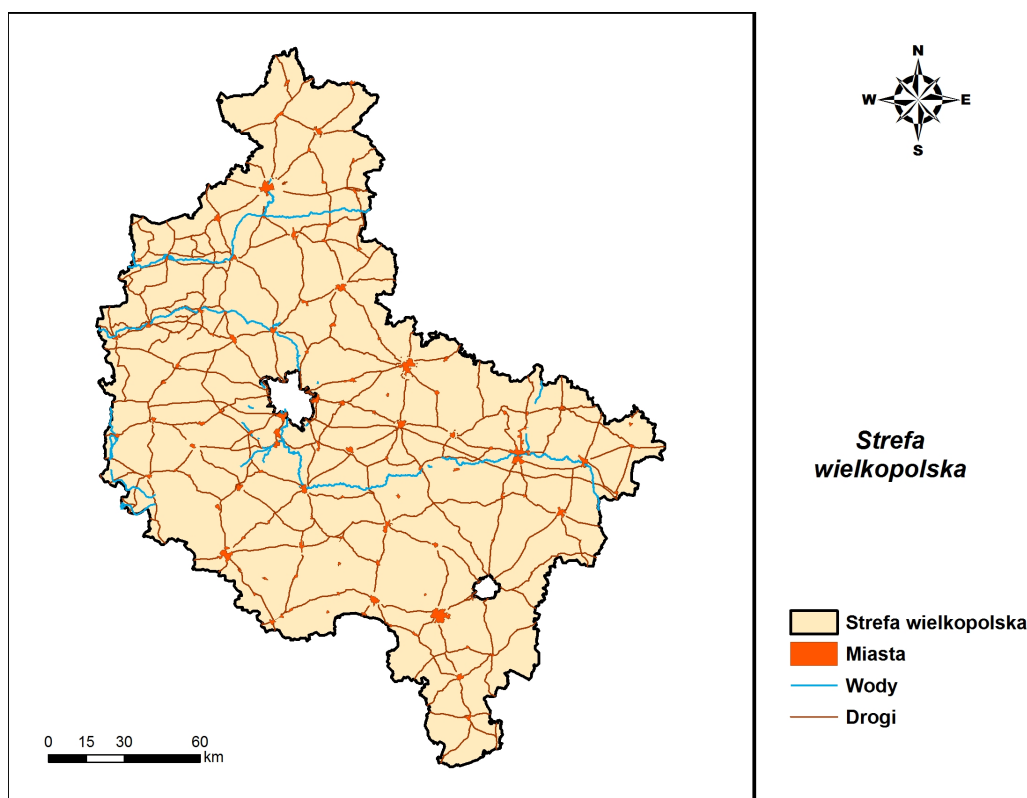 N
W E
S
Strefa
wielkopolska
Strefa wielkopolska
Miasta
Wody
Drogi
0 15 30 60
km